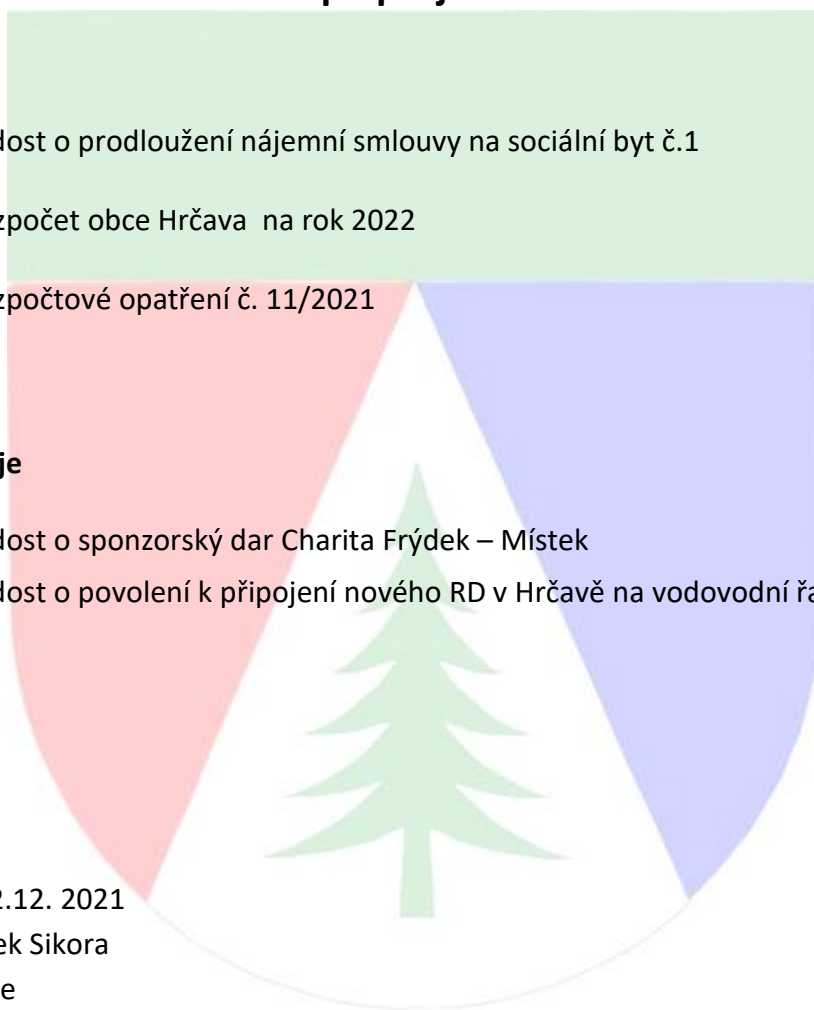 dost o prodloužení nájemní smlouvy na sociální byt č.1
zpočet obce Hrčava na rok 2022
zpočtové opatření č. 11/2021
je
dost o sponzorský dar Charita Frýdek – Místek
dost o povolení k připojení nového RD v Hrčavě na vodovodní řa
2.12. 2021
ek Sikora
e